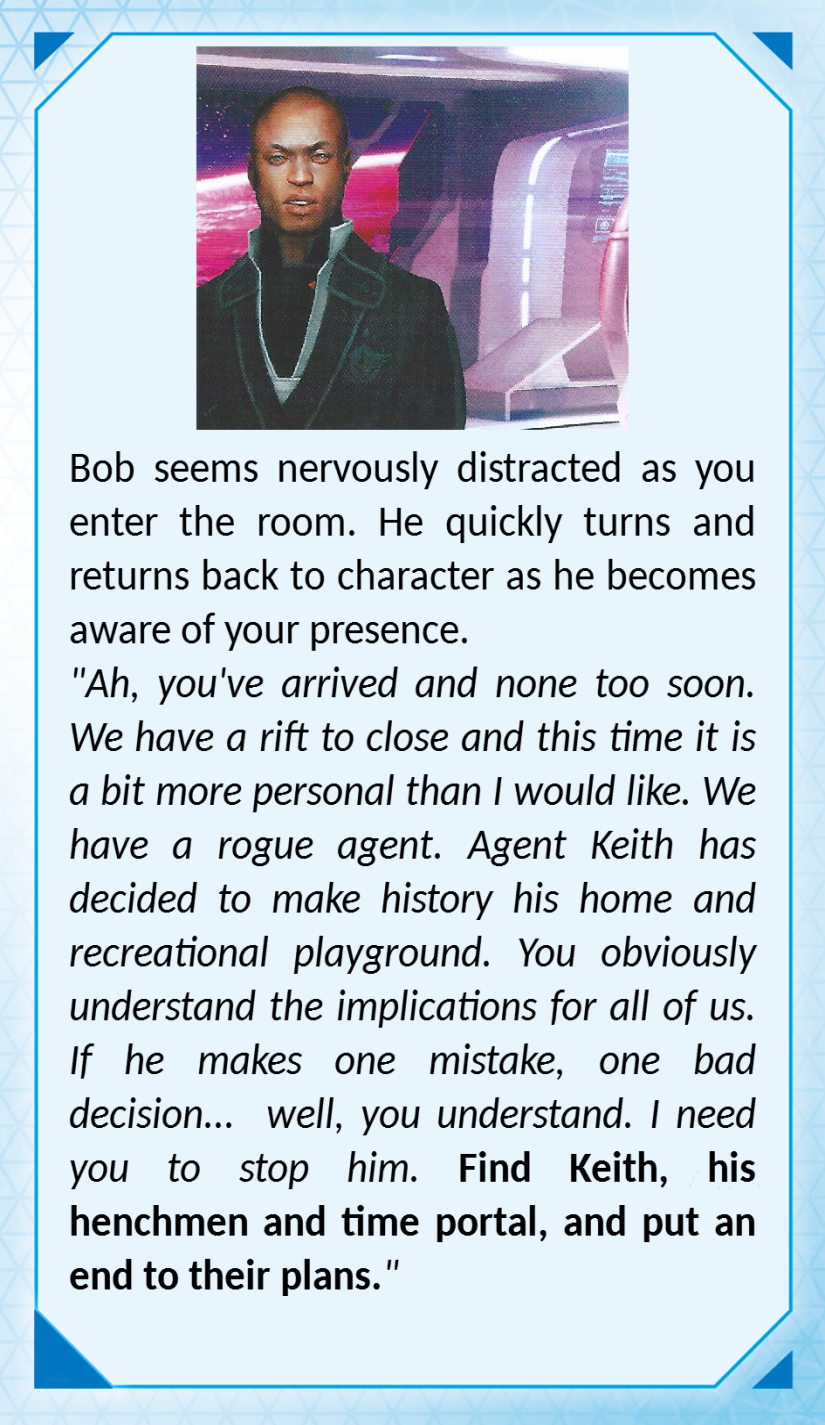 Bob seems nervously distracted as you
enter the room. He quickly turns and
returns back to character as he becomes
aware of your presence.
"Ah, you've arrived and none too soon.
We have a rift to close and this time it is
a bit more personal than I would like. We
have a rogue agent. Agent Keith has
decided to make history his home and
recreational playground. You obviously
understand the implications for all of us.
If he makes one mistake, one bad
decision... well, you understand. I need
you to stop him. Find Keith, his
henchmen and time portal, and put an
end to their plans."